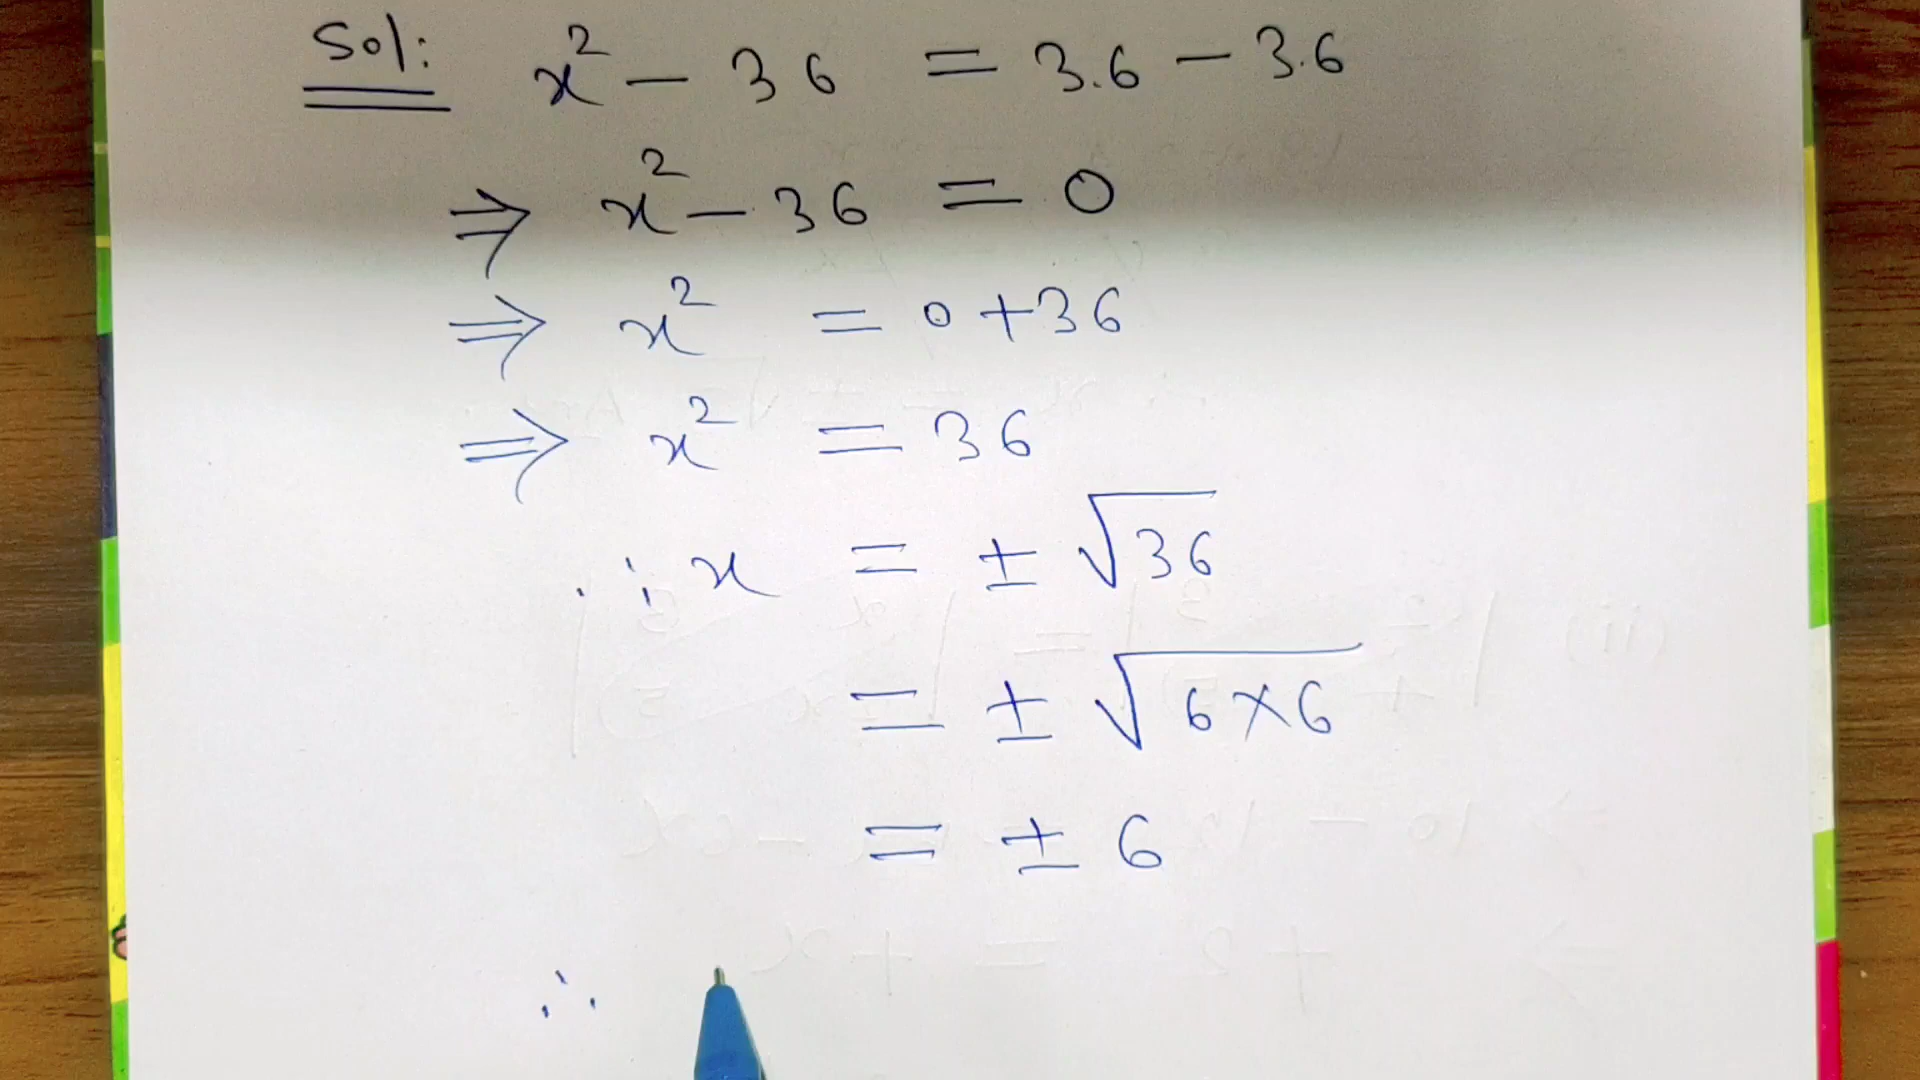 Sol: x² - 36 = 3.6 - 3.6
⇒ x² - 36 = 0
⇒ x² = 0 + 36
⇒ x² = 36
∴ x = ± √36
= ± √6×6
= ± 6
∴